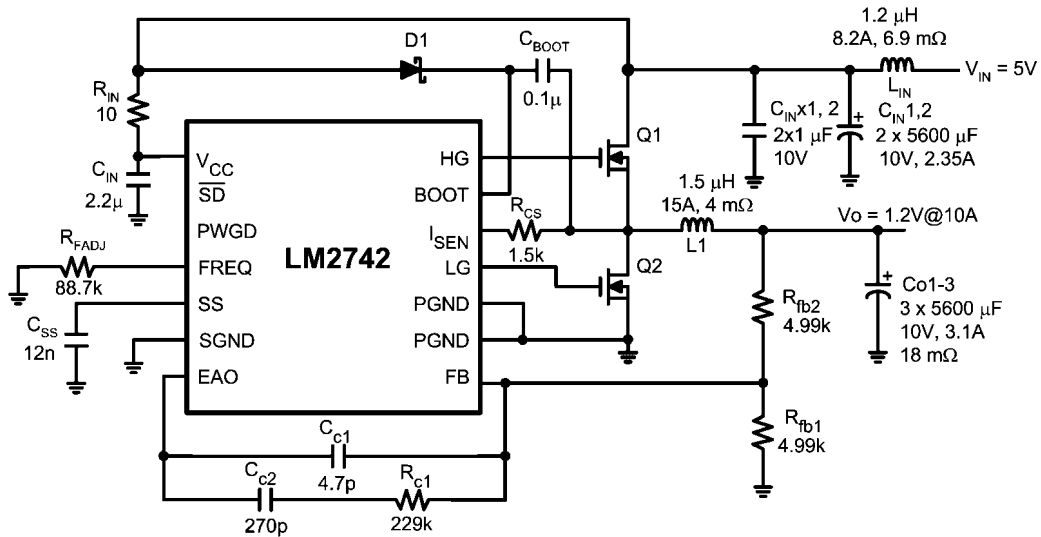 1.2 μH
8.2A, 6.9 mΩ
D1
C_BOOT
0.1μ
L_IN
V_IN = 5V
R_IN
10
C_IN
2.2μ
V_CC
SD
PWGD
FREQ
SS
SGND
EAO
LM2742
HG
BOOT
I_SEN
LG
PGND
PGND
FB
Q1
Q2
C_IN x1, 2
2x1 μF
10V
C_IN 1,2
+
2 x 5600 μF
10V, 2.35A
R_CS
1.5k
1.5 μH
15A, 4 mΩ
L1
Vo = 1.2V@10A
R_FADJ
88.7k
C_SS
12n
R_fb2
4.99k
+
Co1-3
3 x 5600 μF
10V, 3.1A
18 mΩ
R_fb1
4.99k
C_c1
4.7p
C_c2
270p
R_c1
229k